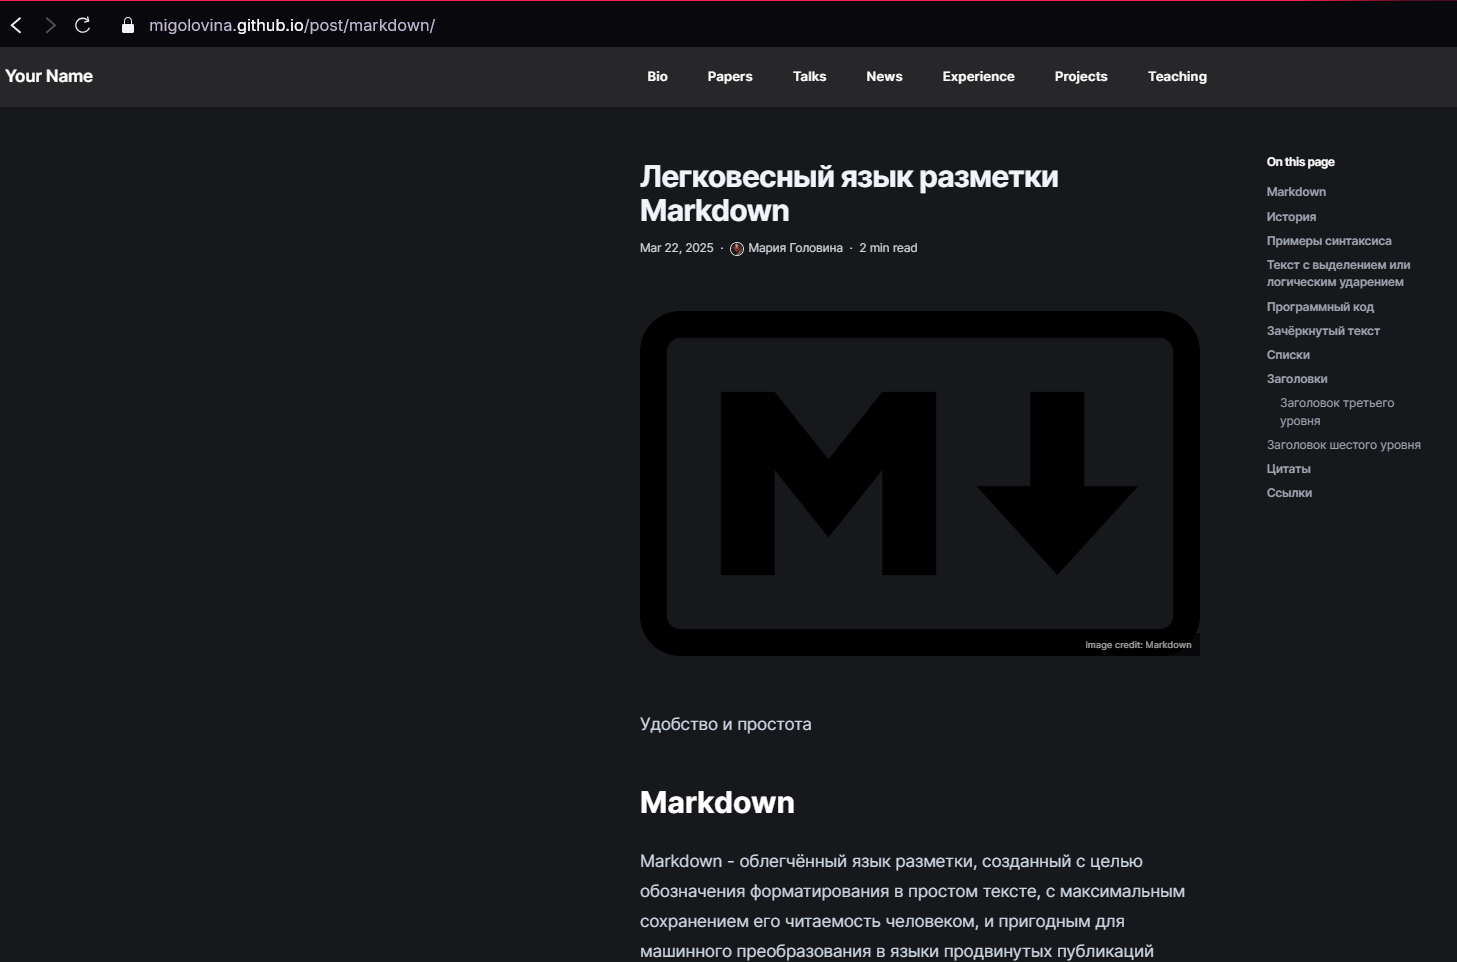 migolovina.github.io/post/markdown/
Your Name
Bio
Papers
Talks
News
Experience
Projects
Teaching
Легковесный язык разметки
Markdown
Mar 22, 2025 · Мария Головина · 2 min read
M
Image credit: Markdown
Удобство и простота
Markdown
Markdown - облегчённый язык разметки, созданный с целью
обозначения форматирования в простом тексте, с максимальным
сохранением его читаемость человеком, и пригодным для
машинного преобразования в языки продвинутых публикаций
On this page
Markdown
История
Примеры синтаксиса
Текст с выделением или
логическим ударением
Программный код
Зачёркнутый текст
Списки
Заголовки
Заголовок третьего
уровня
Заголовок шестого уровня
Цитаты
Ссылки